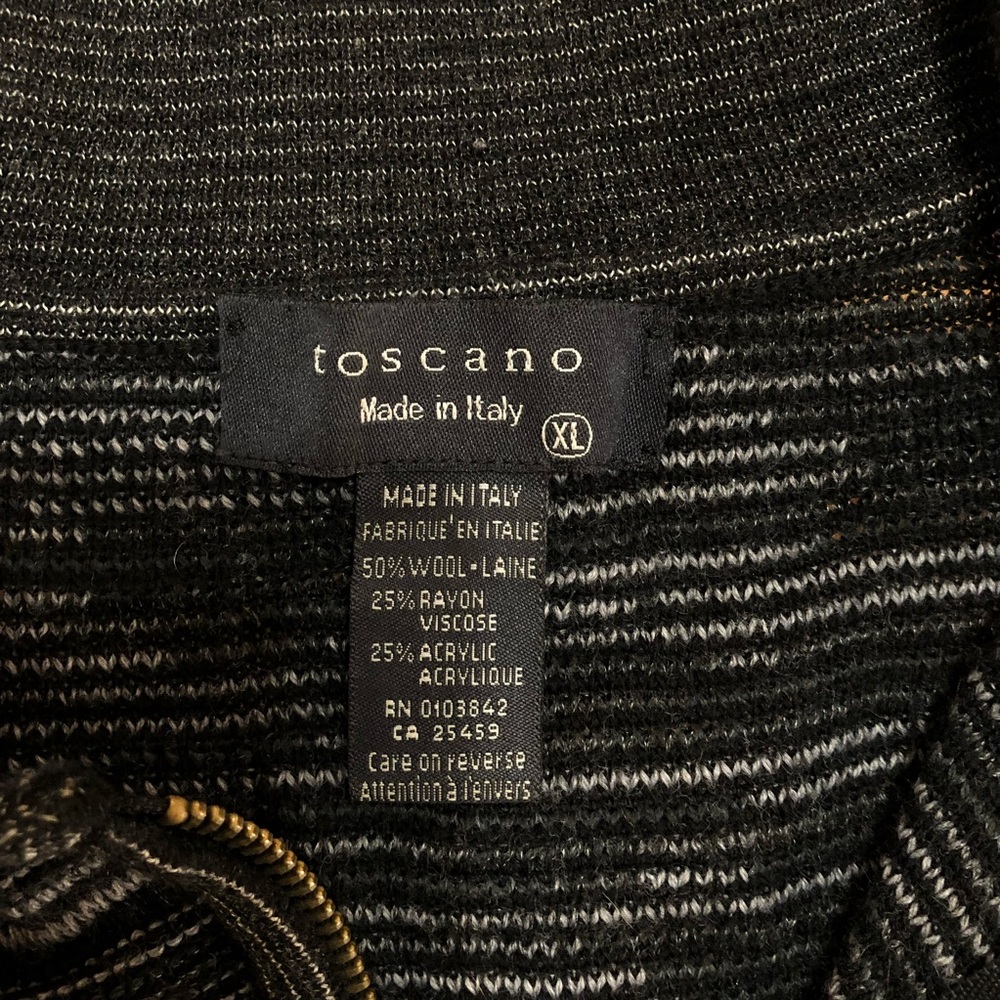 toscano
Made in Italy
XL
MADE IN ITALY
FABRIQUE' EN ITALIE
50% WOOL - LAINE
25% RAYON
VISCOSE
25% ACRYLIC
ACRYLIQUE
RN 0103842
CA 25459
Care on reverse
Attention à l'envers